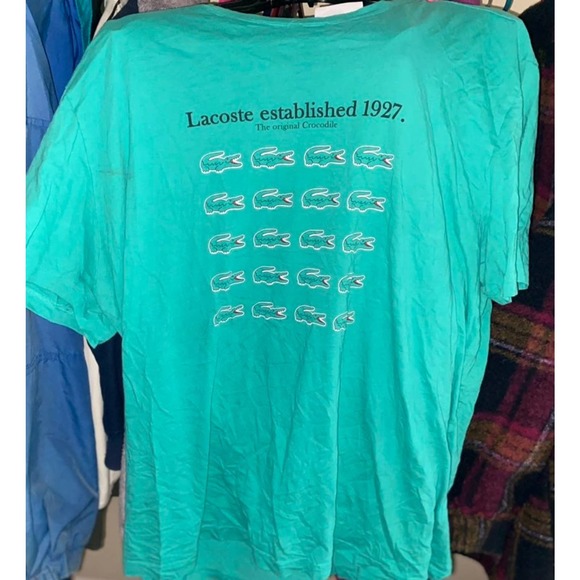 Lacoste established 1927.
The original Crocodile